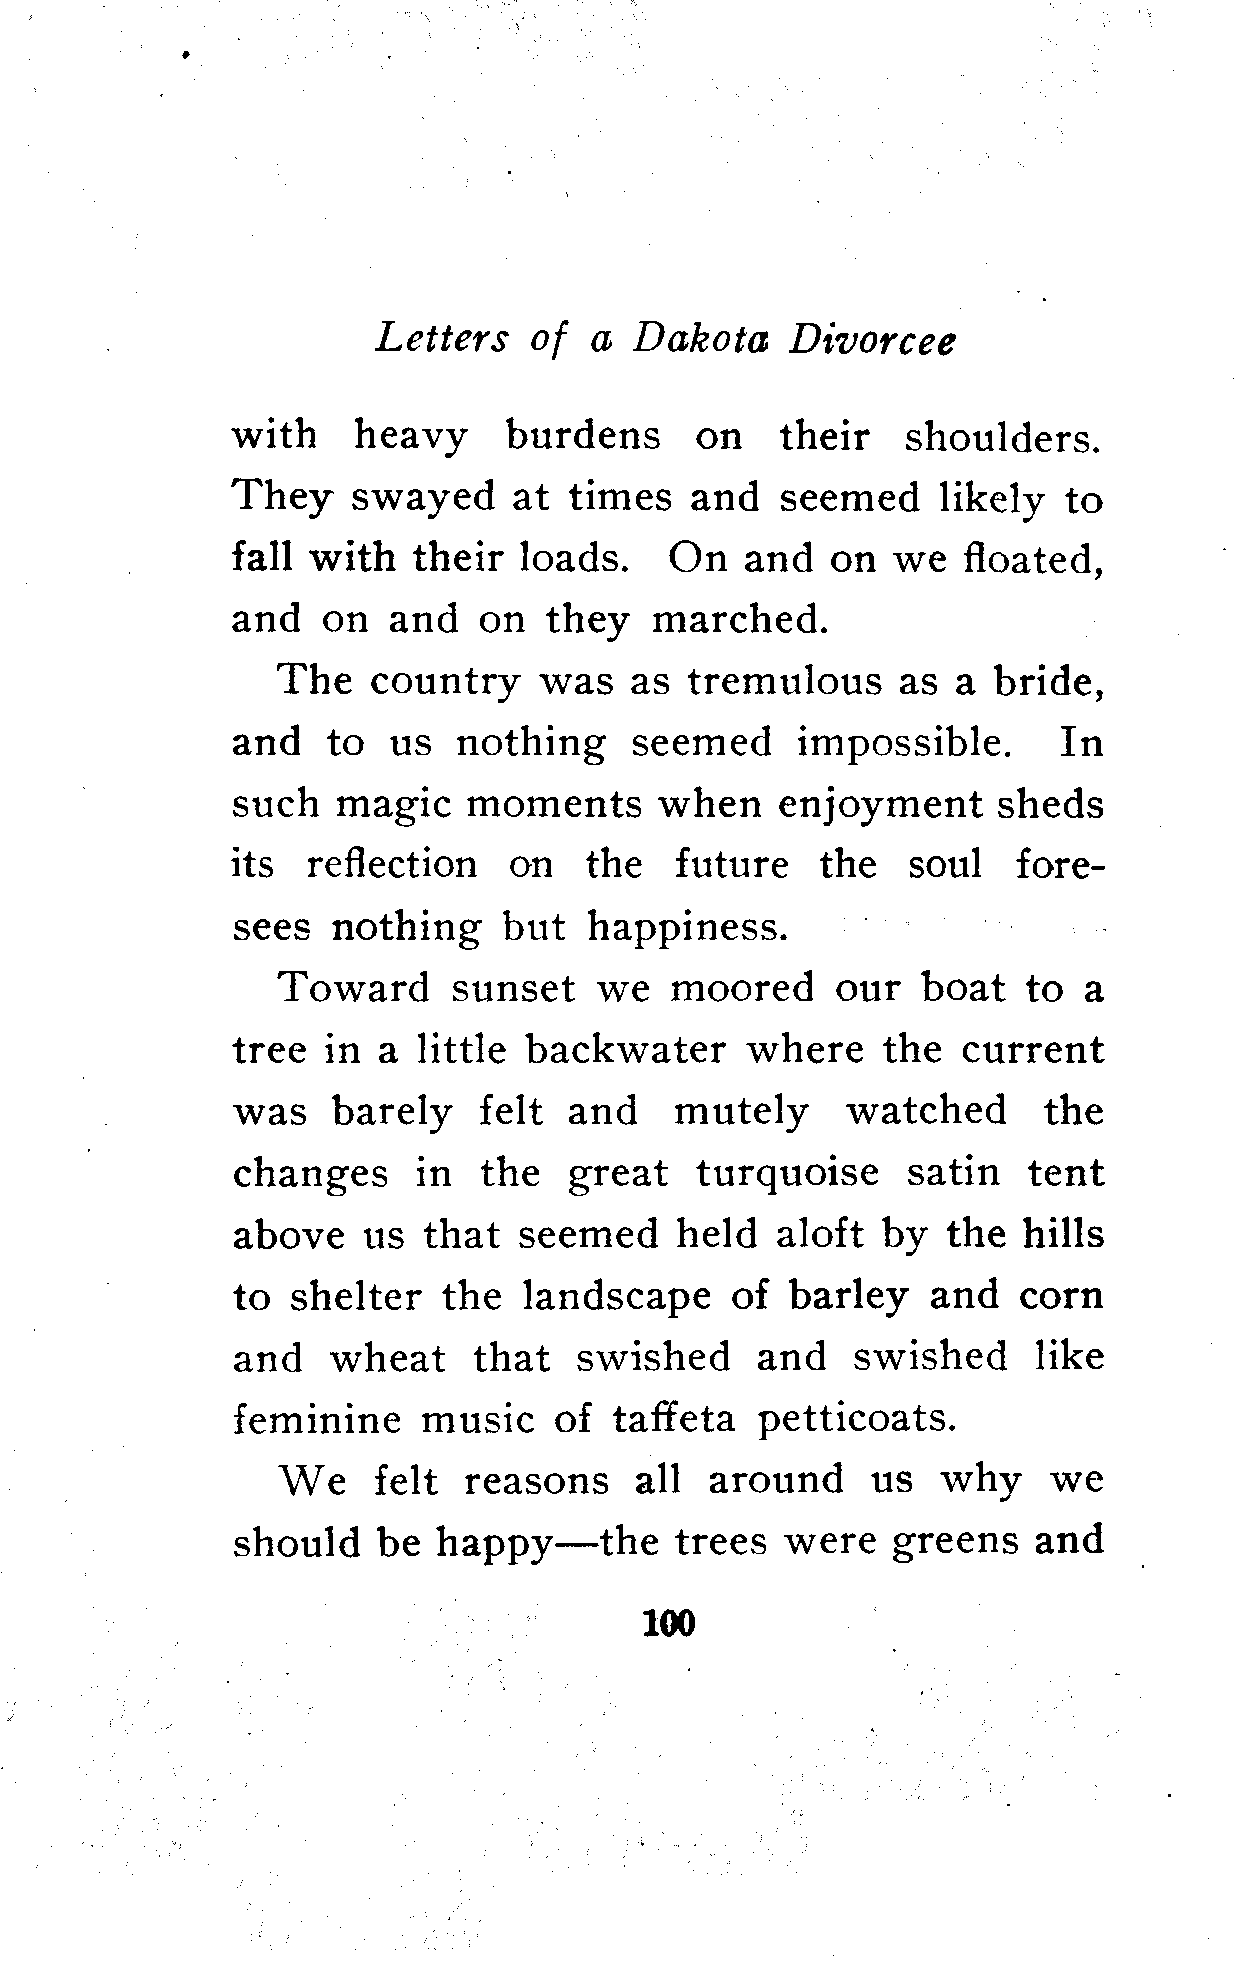 Letters of a Dakota Divorcee
with heavy burdens on their shoulders.
They swayed at times and seemed likely to
fall with their loads. On and on we floated,
and on and on they marched.
The country was as tremulous as a bride,
and to us nothing seemed impossible. In
such magic moments when enjoyment sheds
its reflection on the future the soul fore-
sees nothing but happiness.
Toward sunset we moored our boat to a
tree in a little backwater where the current
was barely felt and mutely watched the
changes in the great turquoise satin tent
above us that seemed held aloft by the hills
to shelter the landscape of barley and corn
and wheat that swished and swished like
feminine music of taffeta petticoats.
We felt reasons all around us why we
should be happy—the trees were greens and
100